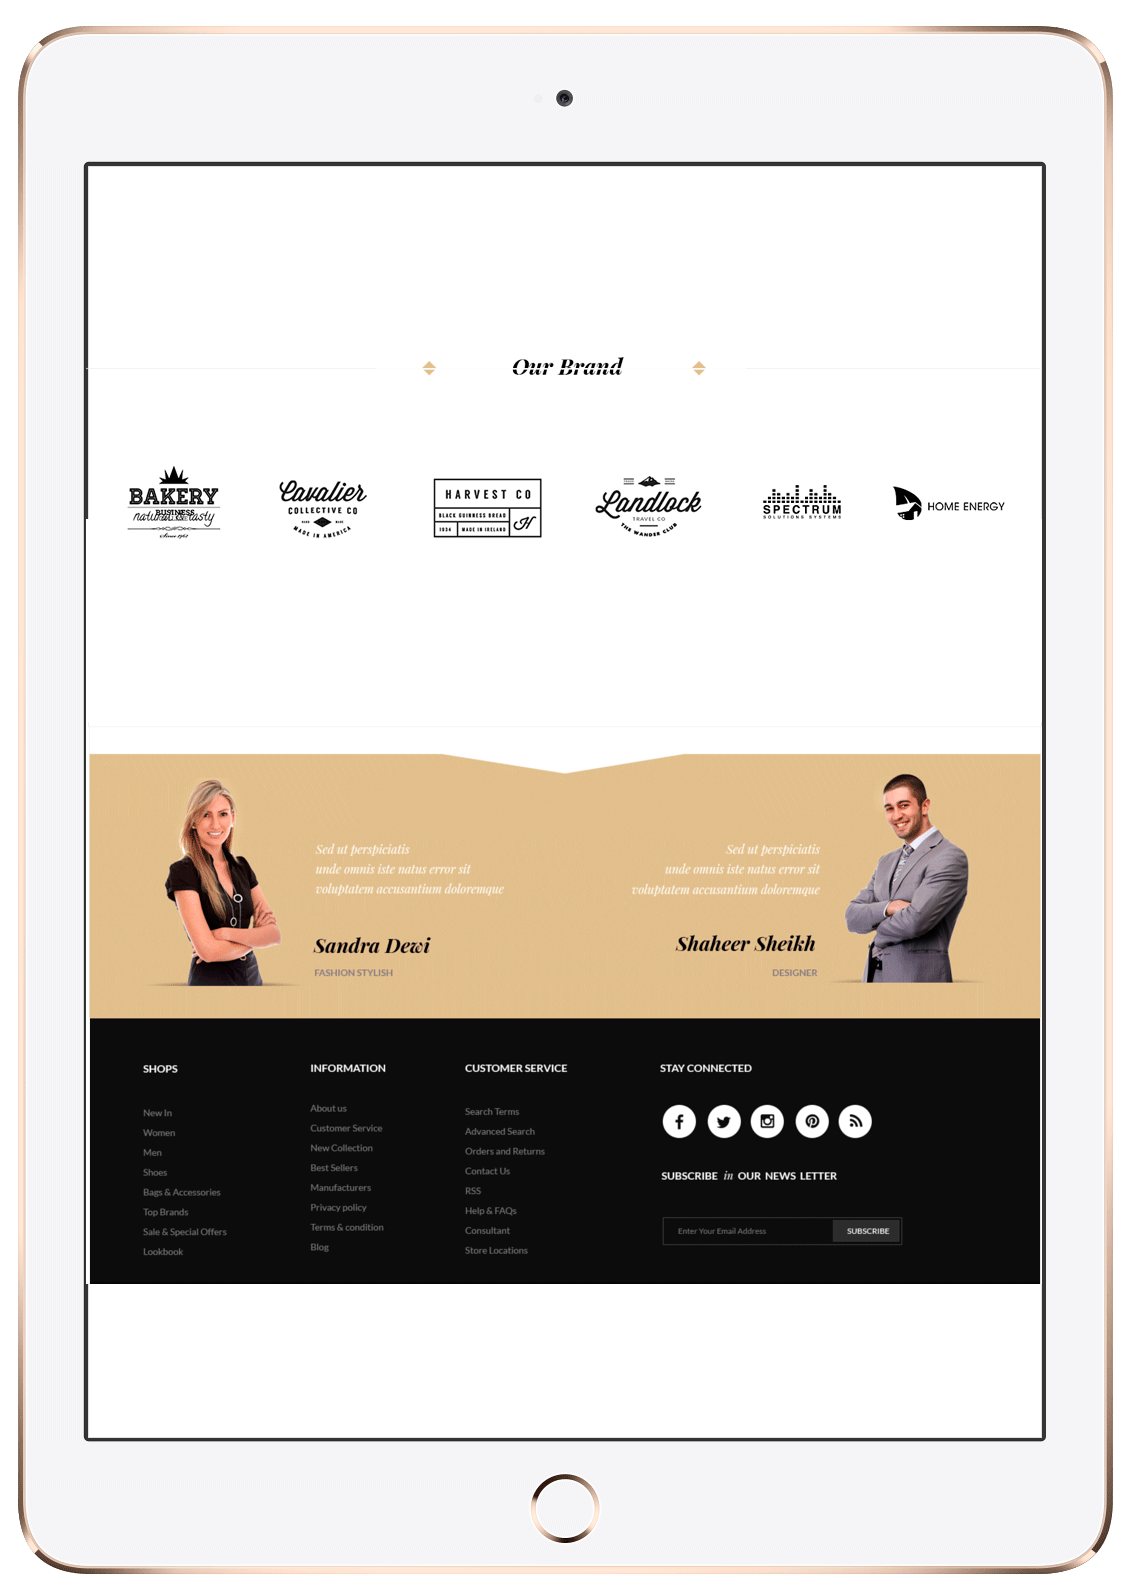 Our Brand
BAKERY
BUSINESS
natural & tasty
Since 1961
Cavalier
COLLECTIVE CO
MADE IN AMERICA
HARVEST CO
BLACK GUINNESS BREAD
1034 MADE IN IRELAND
H
Landlock
TRAVEL CO
THE WANDER CLUB
SPECTRUM
SOLUTIONS SYSTEMS
HOME ENERGY
Sed ut perspiciatis
unde omnis iste natus error sit
voluptatem accusantium doloremque
Sandra Dewi
FASHION STYLISH
Sed ut perspiciatis
unde omnis iste natus error sit
voluptatem accusantium doloremque
Shaheer Sheikh
DESIGNER
SHOPS
New In
Women
Men
Shoes
Bags & Accessories
Top Brands
Sale & Special Offers
Lookbook
INFORMATION
About us
Customer Service
New Collection
Best Sellers
Manufacturers
Privacy policy
Terms & condition
Blog
CUSTOMER SERVICE
Search Terms
Advanced Search
Orders and Returns
Contact Us
RSS
Help & FAQs
Consultant
Store Locations
STAY CONNECTED
SUBSCRIBE in OUR NEWS LETTER
Enter Your Email Address
SUBSCRIBE